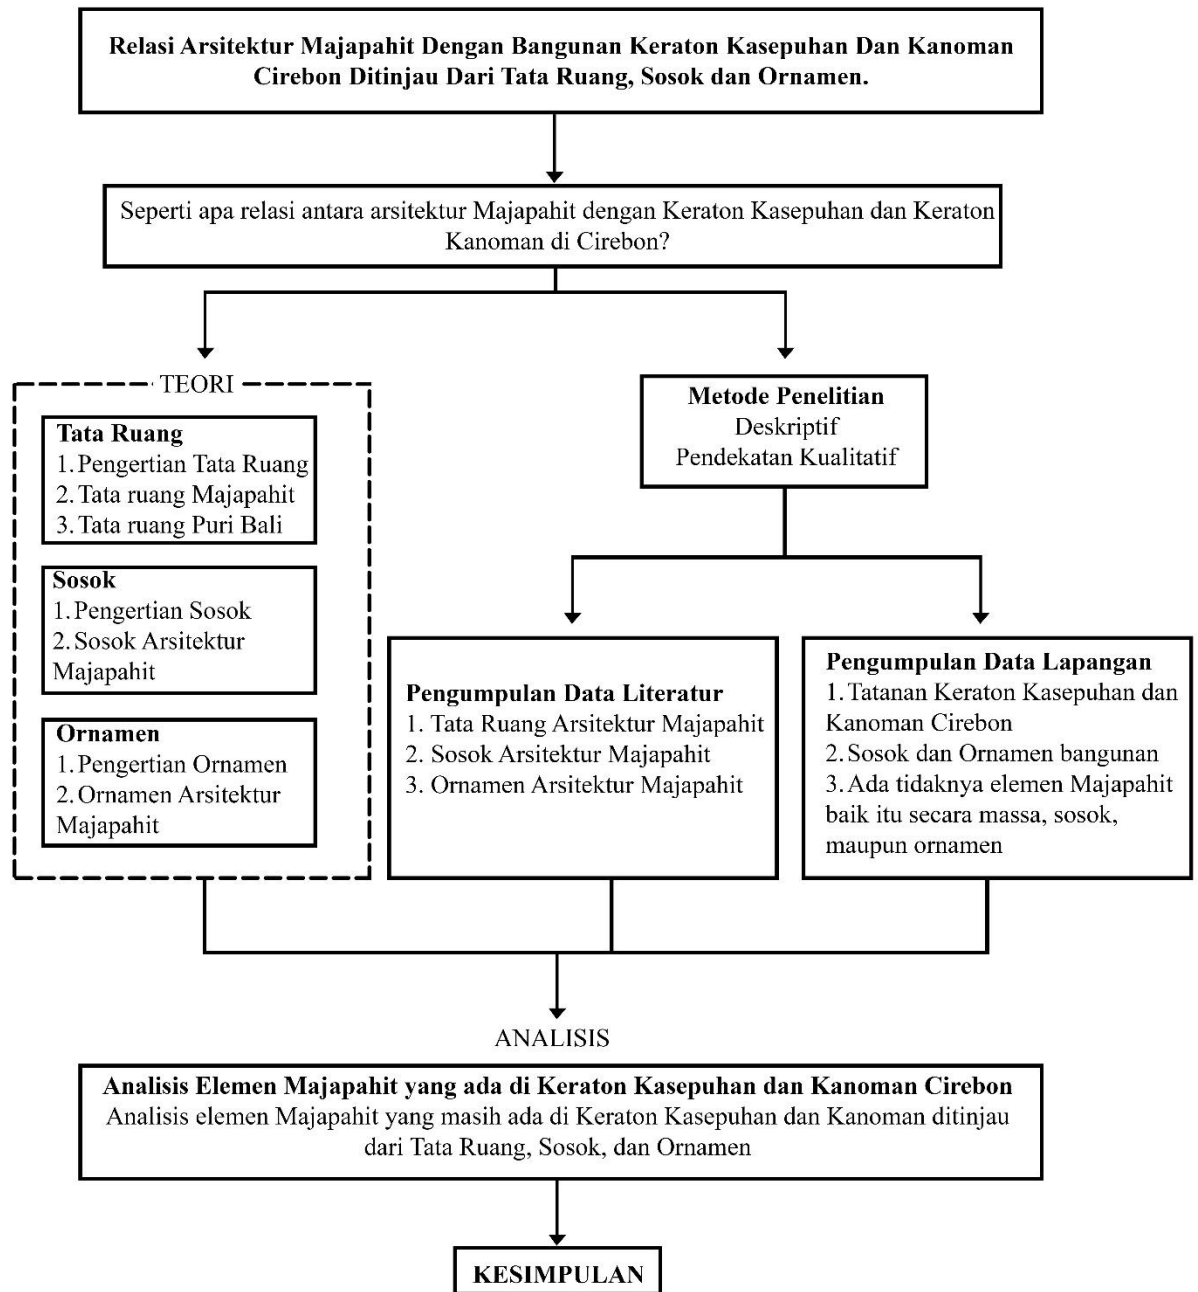 Relasi Arsitektur Majapahit Dengan Bangunan Keraton Kasepuhan Dan Kanoman
Cirebon Ditinjau Dari Tata Ruang, Sosok dan Ornamen.
Seperti apa relasi antara arsitektur Majapahit dengan Keraton Kasepuhan dan Keraton
Kanoman di Cirebon?
TEORI
Tata Ruang
1. Pengertian Tata Ruang
2. Tata ruang Majapahit
3. Tata ruang Puri Bali
Sosok
1. Pengertian Sosok
2. Sosok Arsitektur
Majapahit
Ornamen
1. Pengertian Ornamen
2. Ornamen Arsitektur
Majapahit
Metode Penelitian
Deskriptif
Pendekatan Kualitatif
Pengumpulan Data Literatur
1. Tata Ruang Arsitektur Majapahit
2. Sosok Arsitektur Majapahit
3. Ornamen Arsitektur Majapahit
Pengumpulan Data Lapangan
1. Tatanan Keraton Kasepuhan dan
Kanoman Cirebon
2. Sosok dan Ornamen bangunan
3. Ada tidaknya elemen Majapahit
baik itu secara massa, sosok,
maupun ornamen
ANALISIS
Analisis Elemen Majapahit yang ada di Keraton Kasepuhan dan Kanoman Cirebon
Analisis elemen Majapahit yang masih ada di Keraton Kasepuhan dan Kanoman ditinjau
dari Tata Ruang, Sosok, dan Ornamen
KESIMPULAN